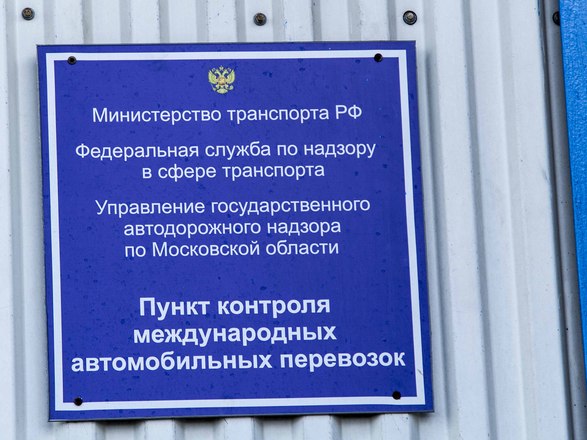 Министерство транспорта РФ
Федеральная служба по надзору
в сфере транспорта
Управление государственного
автодорожного надзора
по Московской области
Пункт контроля
международных
автомобильных перевозок